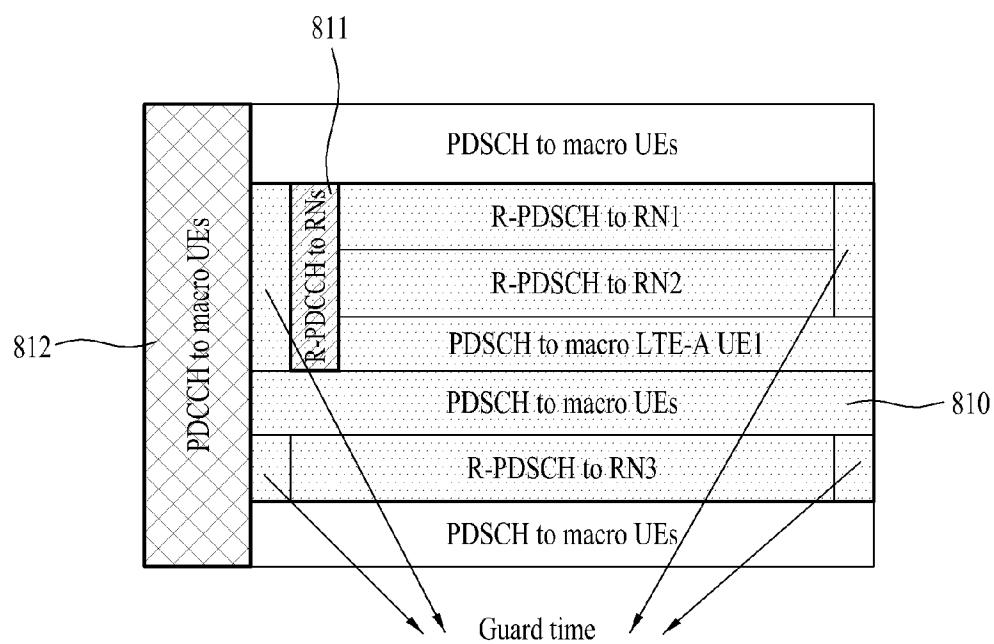 811
PDSCH to macro UEs
R-PDSCH to RN1
R-PDCCH to RNs
R-PDSCH to RN2
PDCCH to macro UEs
812
PDSCH to macro LTE-A UE1
PDSCH to macro UEs
810
R-PDSCH to RN3
PDSCH to macro UEs
Guard time